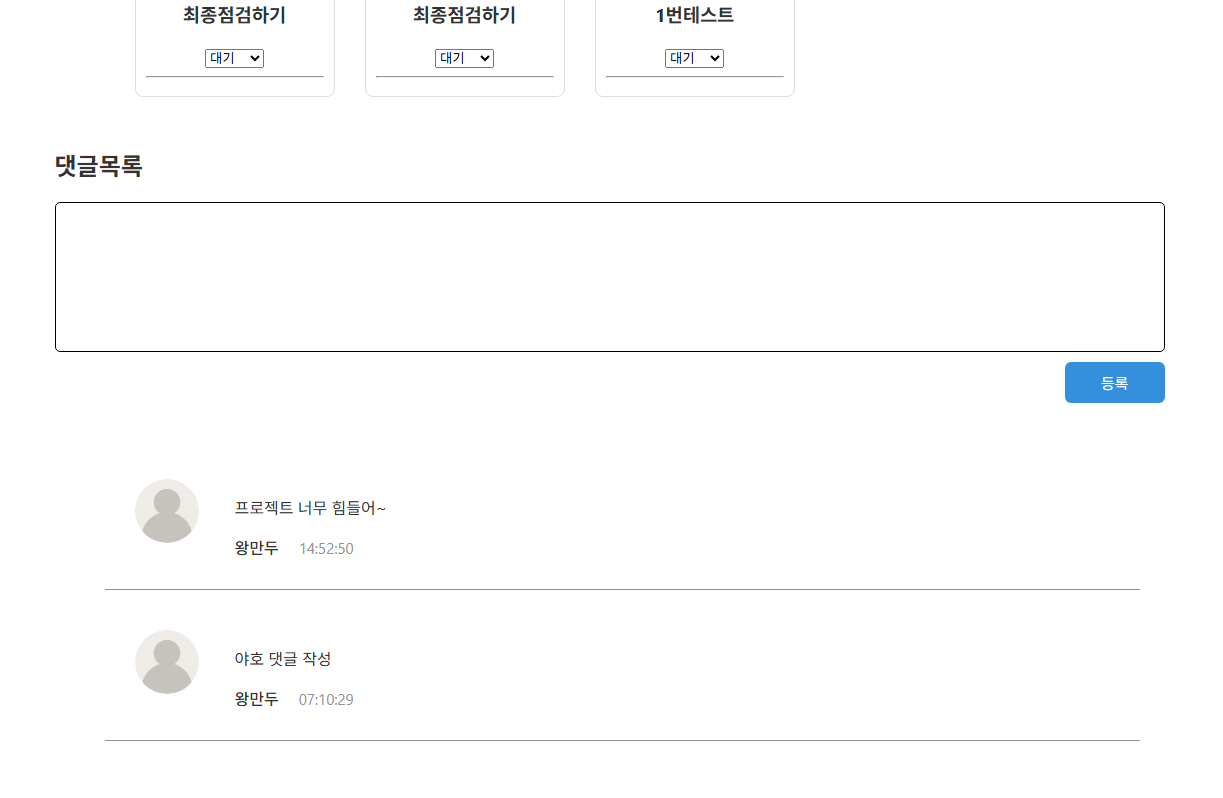 최종점검하기 최종점검하기 1번테스트
대기 대기 대기
댓글목록
등록
프로젝트 너무 힘들어~
왕만두 14:52:50
야호 댓글 작성
왕만두 07:10:29